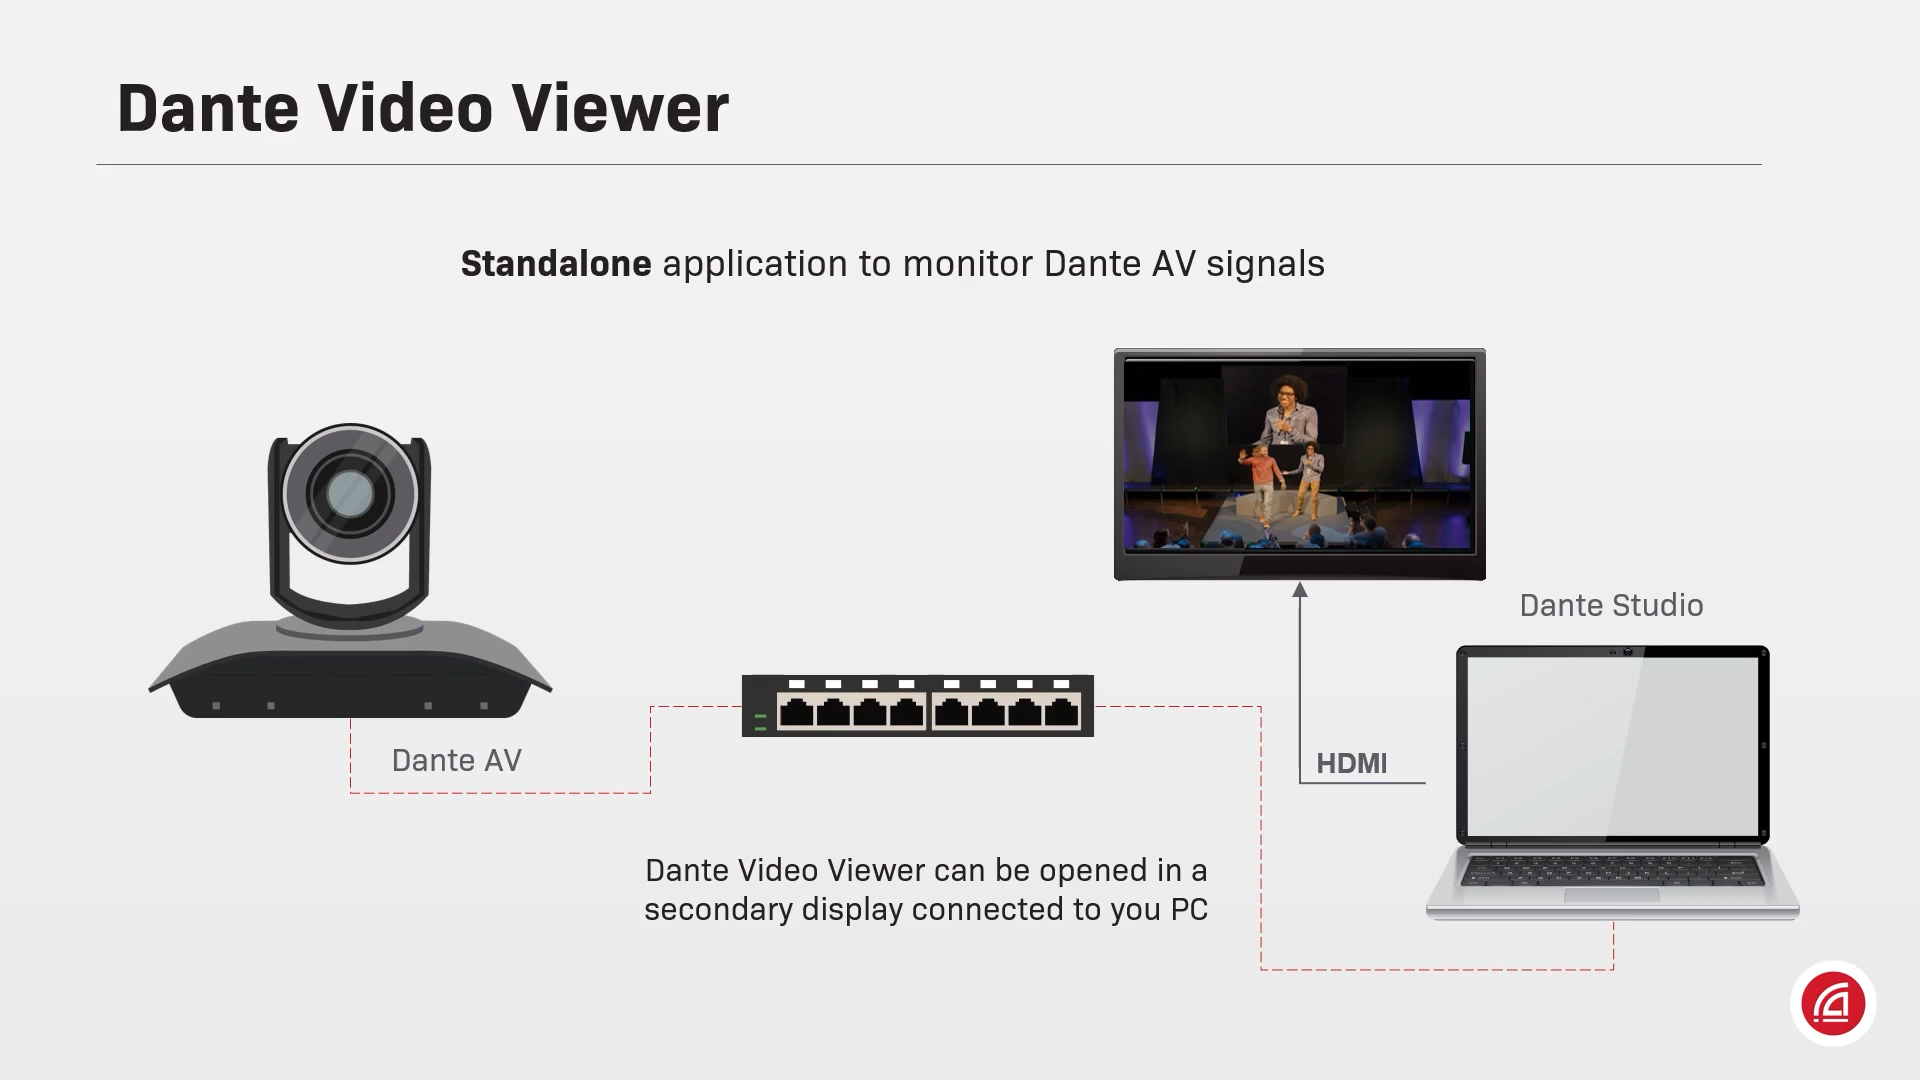 Dante Video Viewer
Standalone application to monitor Dante AV signals
Dante Studio
Dante AV
HDMI
Dante Video Viewer can be opened in a
secondary display connected to you PC